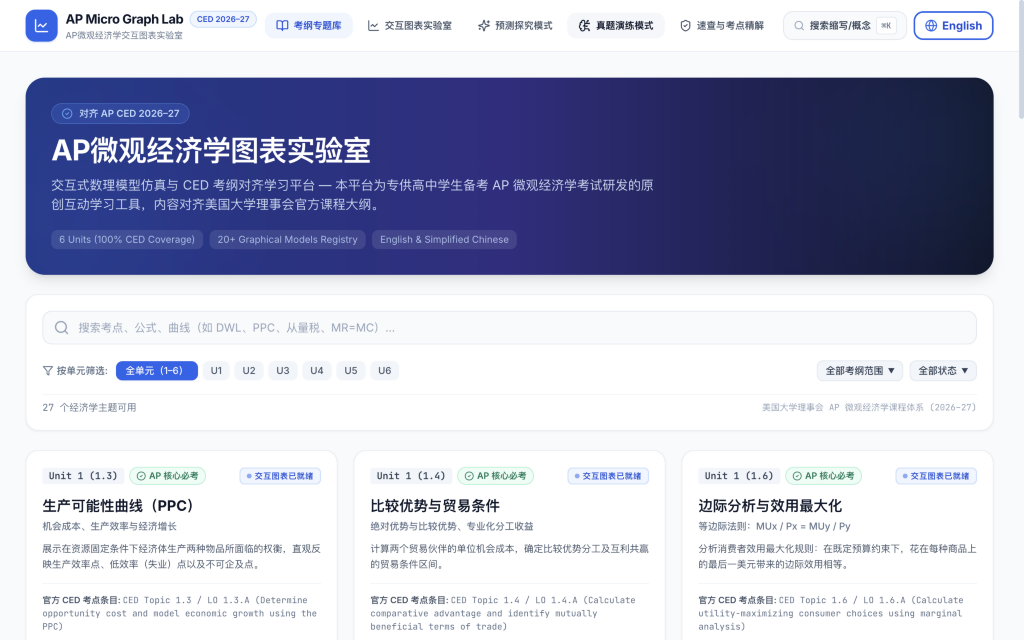 AP Micro Graph Lab
CED 2026–27
AP微观经济学交互图表实验室
考纲专题库
交互图表实验室
预测探究模式
真题演练模式
速查与考点精解
搜索缩写/概念
⌘K
English
对齐 AP CED 2026–27
AP微观经济学图表实验室
交互式数理模型仿真与 CED 考纲对齐学习平台 — 本平台为专供高中学生备考 AP 微观经济学考试研发的原
创互动学习工具，内容对齐美国大学理事会官方课程大纲。
6 Units (100% CED Coverage)
20+ Graphical Models Registry
English & Simplified Chinese
搜索考点、公式、曲线（如 DWL、PPC、从量税、MR=MC）...
按单元筛选:
全单元（1–6）
U1
U2
U3
U4
U5
U6
全部考纲范围 ▼
全部状态 ▼
27 个经济学主题可用
美国大学理事会 AP 微观经济学课程体系 (2026–27)
Unit 1 (1.3)
AP 核心必考
交互图表已就绪
生产可能性曲线（PPC）
机会成本、生产效率与经济增长
展示在资源固定条件下经济体生产两种物品所面临的权衡，直观反
映生产效率点、低效率（失业）点以及不可企及点。
官方 CED 考点条目: CED Topic 1.3 / LO 1.3.A (Determine
opportunity cost and model economic growth using the
PPC)
Unit 1 (1.4)
AP 核心必考
交互图表已就绪
比较优势与贸易条件
绝对优势与比较优势、专业化分工收益
计算两个贸易伙伴的单位机会成本，确定比较优势分工及互利共赢
的贸易条件区间。
官方 CED 考点条目: CED Topic 1.4 / LO 1.4.A (Calculate
comparative advantage and identify mutually
beneficial terms of trade)
Unit 1 (1.6)
AP 核心必考
交互图表已就绪
边际分析与效用最大化
等边际法则：MUx / Px = MUy / Py
分析消费者效用最大化规则：在既定预算约束下，花在每种商品上
的最后一美元带来的边际效用相等。
官方 CED 考点条目: CED Topic 1.6 / LO 1.6.A (Calculate
utility-maximizing consumer choices using marginal
analysis)